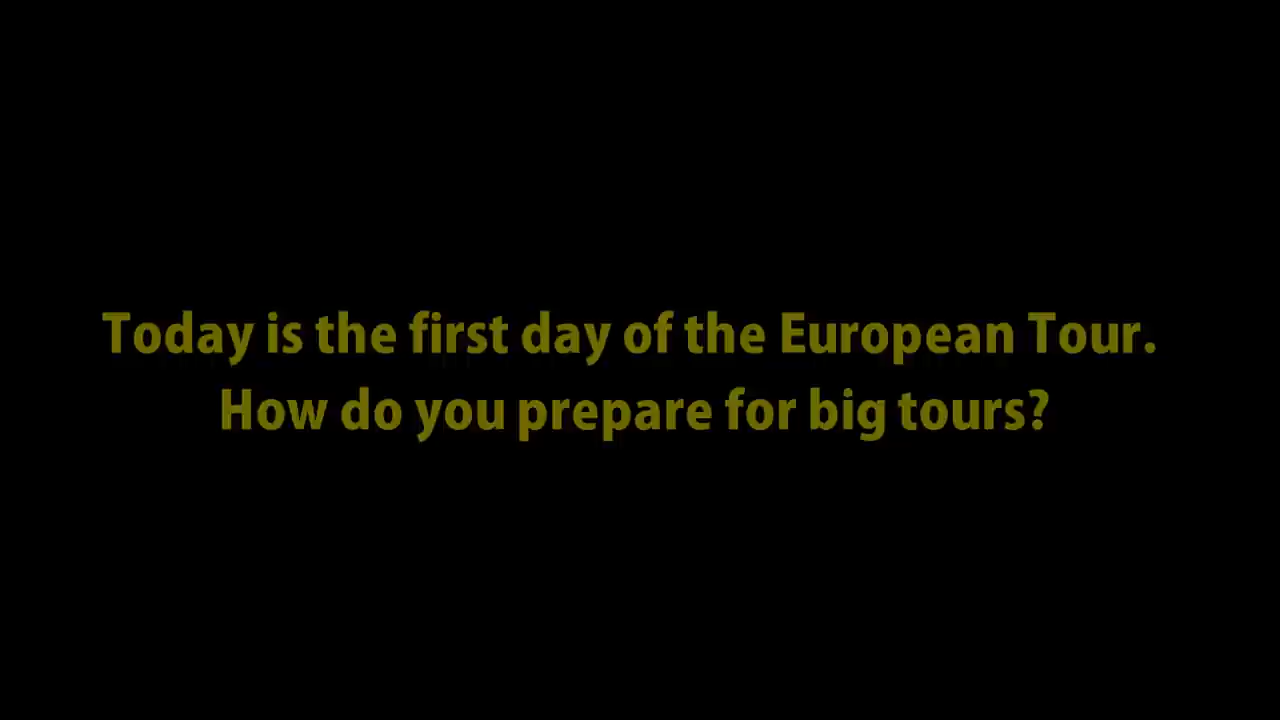 Today is the first day of the European Tour.
How do you prepare for big tours?